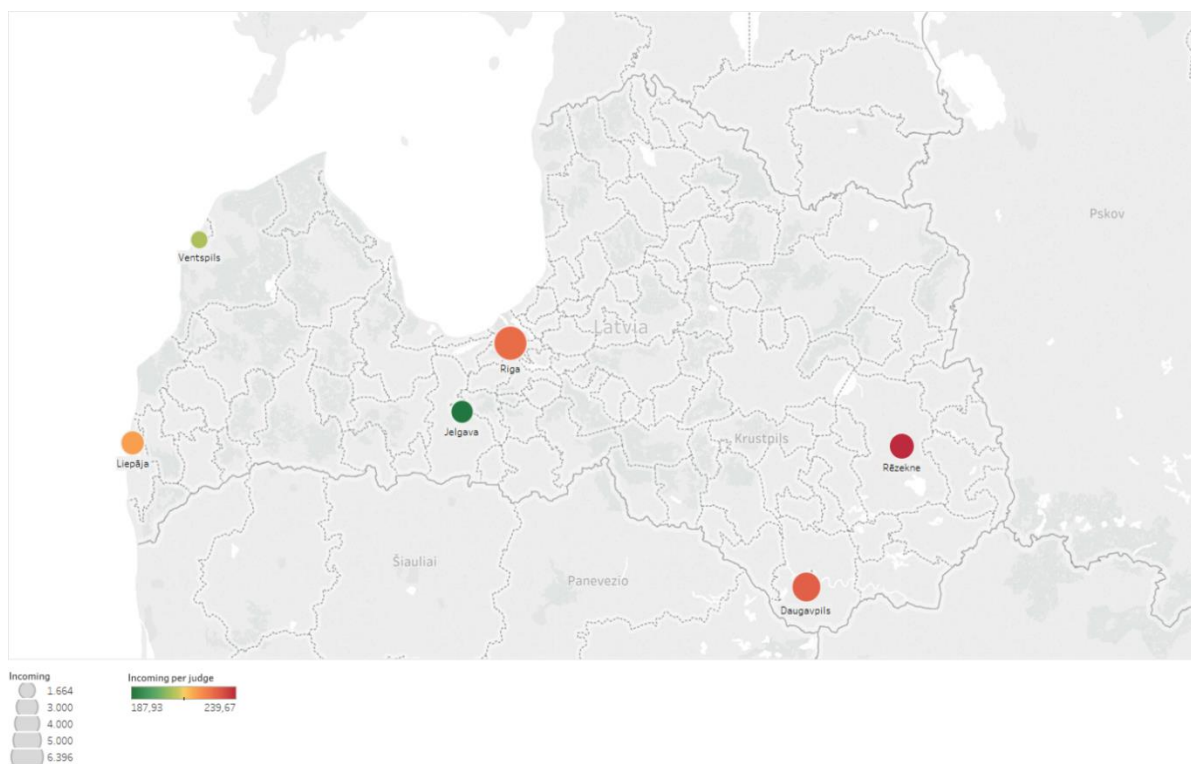 Pskov
Ventspils
Latvia
Riga
Jelgava
Krustpils
Liepāja
Rēzekne
Šiauliai
Panevezio
Daugavpils
Incoming
1.664
3.000
4.000
5.000
6.396
Incoming per judge
187,93 239,67